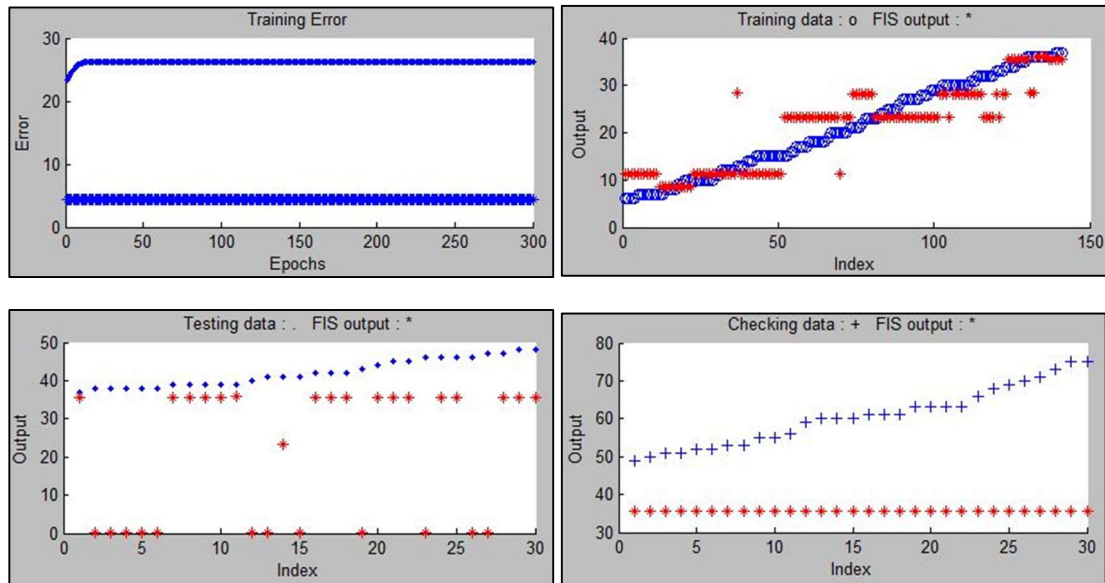 Training Error
30
20
10
0
Error
0 50 100 150 200 250 300
Epochs
Training data : o FIS output : *
40
30
20
10
0
Output
0 50 100 150
Index
Testing data : . FIS output : *
50
40
30
20
10
0
Output
0 5 10 15 20 25 30
Index
Checking data : + FIS output : *
80
70
60
50
40
30
Output
0 5 10 15 20 25 30
Index